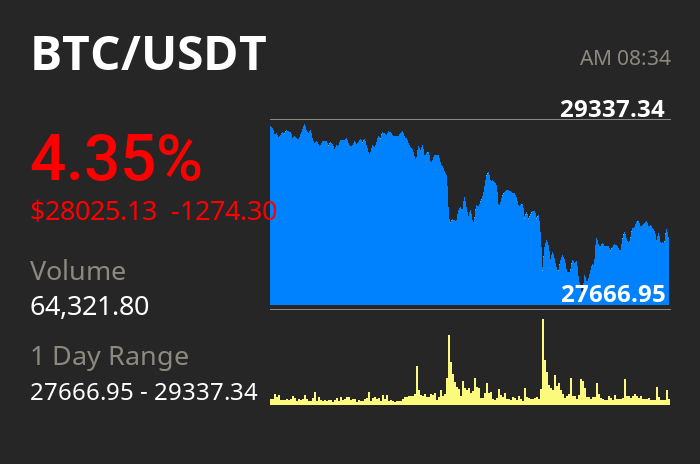 BTC/USDT
AM 08:34
29337.34
4.35%
$28025.13 -1274.30
Volume
64,321.80
27666.95
1 Day Range
27666.95 - 29337.34